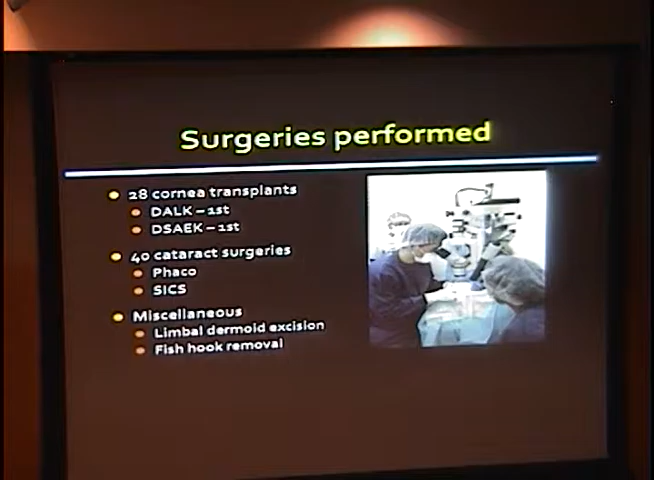 Surgeries performed
28 cornea transplants
DALK – 1st
DSAEK – 1st
40 cataract surgeries
Phaco
SICS
Miscellaneous
Limbal dermoid excision
Fish hook removal